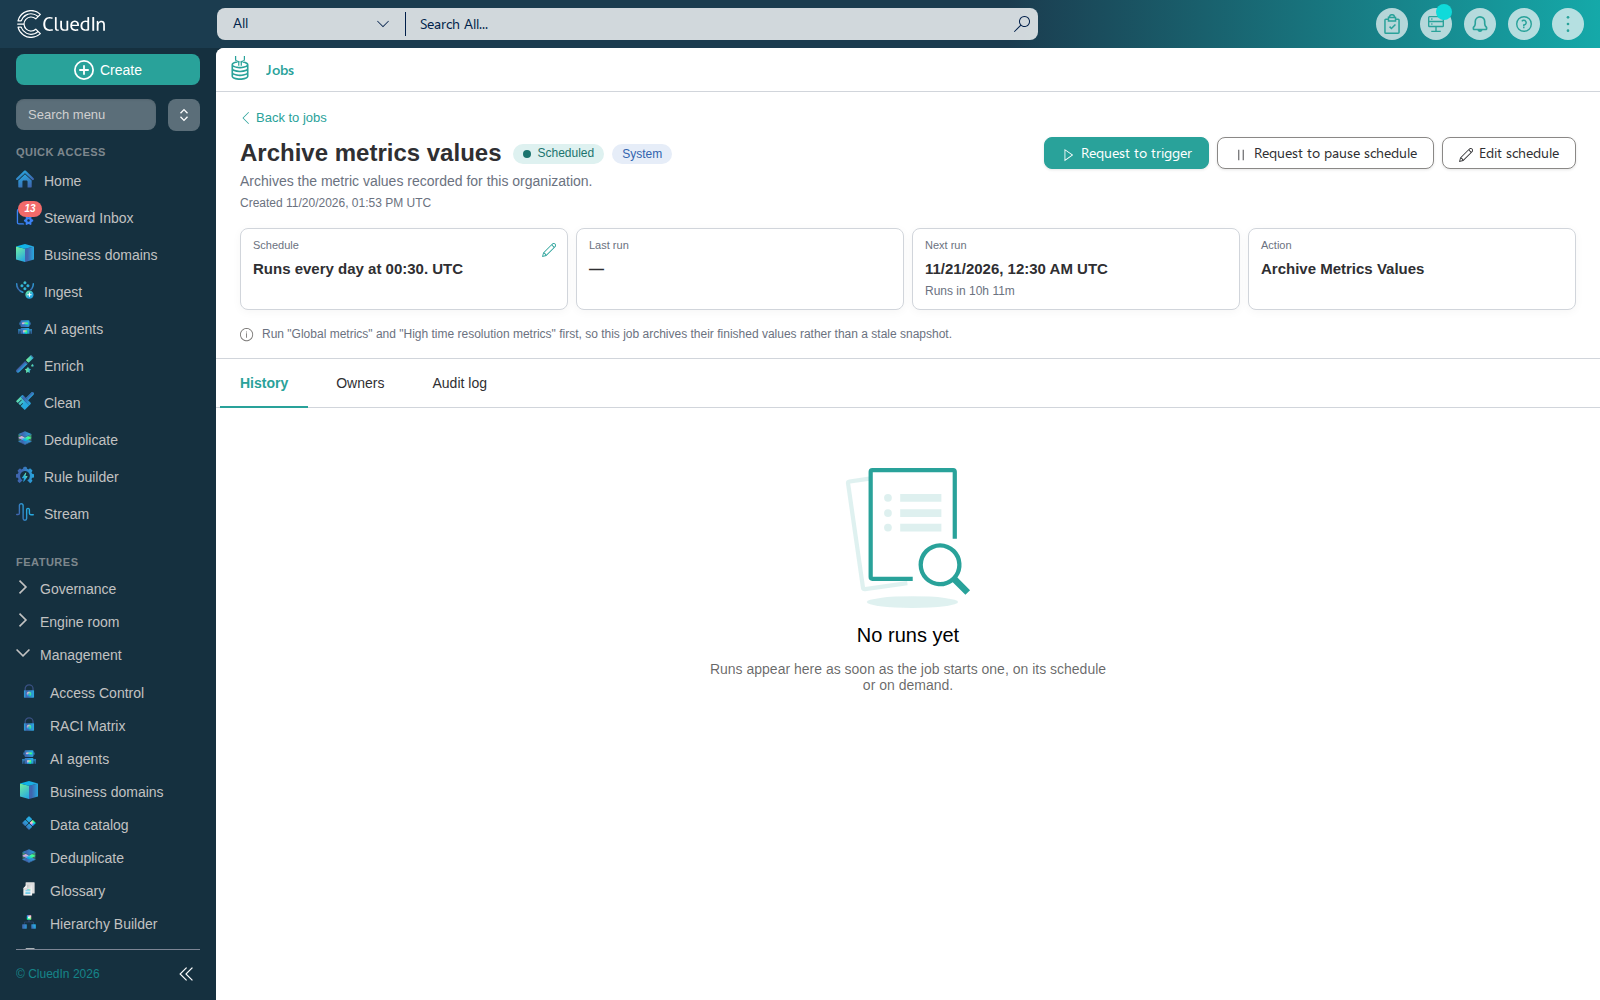 CluedIn
All
Search All...
Create
Search menu
QUICK ACCESS
Home
13
Steward Inbox
Business domains
Ingest
AI agents
Enrich
Clean
Deduplicate
Rule builder
Stream
FEATURES
Governance
Engine room
Management
Access Control
RACI Matrix
AI agents
Business domains
Data catalog
Deduplicate
Glossary
Hierarchy Builder
© CluedIn 2026
Jobs
Back to jobs
Archive metrics values
Scheduled
System
Request to trigger
Request to pause schedule
Edit schedule
Archives the metric values recorded for this organization.
Created 11/20/2026, 01:53 PM UTC
Schedule
Runs every day at 00:30. UTC
Last run
—
Next run
11/21/2026, 12:30 AM UTC
Runs in 10h 11m
Action
Archive Metrics Values
Run "Global metrics" and "High time resolution metrics" first, so this job archives their finished values rather than a stale snapshot.
History
Owners
Audit log
No runs yet
Runs appear here as soon as the job starts one, on its schedule
or on demand.